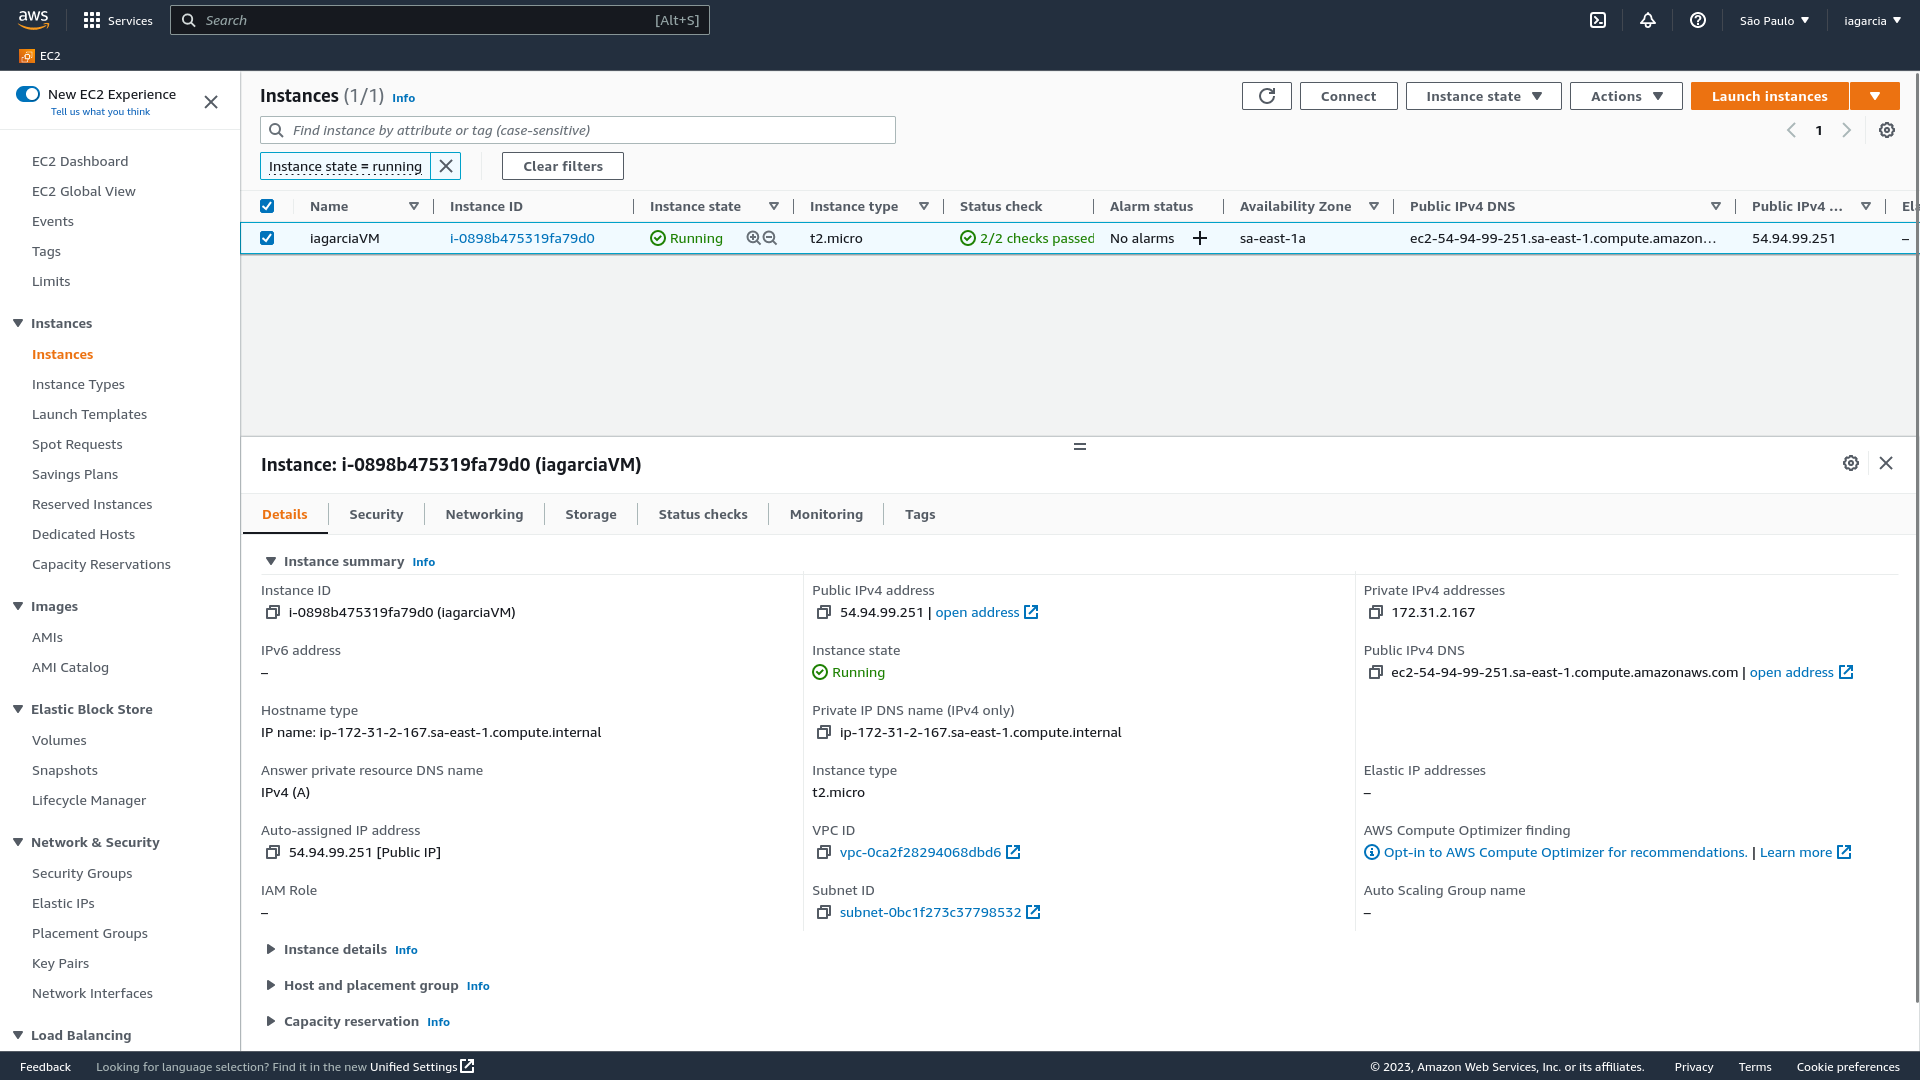 aws
Services
Search
[Alt+S]
São Paulo
iagarcia
EC2
New EC2 Experience
Tell us what you think
EC2 Dashboard
EC2 Global View
Events
Tags
Limits
Instances
Instances
Instance Types
Launch Templates
Spot Requests
Savings Plans
Reserved Instances
Dedicated Hosts
Capacity Reservations
Images
AMIs
AMI Catalog
Elastic Block Store
Volumes
Snapshots
Lifecycle Manager
Network & Security
Security Groups
Elastic IPs
Placement Groups
Key Pairs
Network Interfaces
Load Balancing
Instances (1/1) Info
Connect
Instance state
Actions
Launch instances
Find instance by attribute or tag (case-sensitive)
1
Instance state = running
Clear filters
Name Instance ID Instance state Instance type Status check Alarm status Availability Zone Public IPv4 DNS Public IPv4 ... Ela
iagarciaVM i-0898b475319fa79d0 Running t2.micro 2/2 checks passed No alarms + sa-east-1a ec2-54-94-99-251.sa-east-1.compute.amazon... 54.94.99.251 –
Instance: i-0898b475319fa79d0 (iagarciaVM)
Details Security Networking Storage Status checks Monitoring Tags
Instance summary Info
Instance ID
i-0898b475319fa79d0 (iagarciaVM)
Public IPv4 address
54.94.99.251 | open address
Private IPv4 addresses
172.31.2.167
IPv6 address
–
Instance state
Running
Public IPv4 DNS
ec2-54-94-99-251.sa-east-1.compute.amazonaws.com | open address
Hostname type
IP name: ip-172-31-2-167.sa-east-1.compute.internal
Private IP DNS name (IPv4 only)
ip-172-31-2-167.sa-east-1.compute.internal
Answer private resource DNS name
IPv4 (A)
Instance type
t2.micro
Elastic IP addresses
–
Auto-assigned IP address
54.94.99.251 [Public IP]
VPC ID
vpc-0ca2f28294068dbd6
AWS Compute Optimizer finding
Opt-in to AWS Compute Optimizer for recommendations. | Learn more
IAM Role
–
Subnet ID
subnet-0bc1f273c37798532
Auto Scaling Group name
–
Instance details Info
Host and placement group Info
Capacity reservation Info
Feedback
Looking for language selection? Find it in the new Unified Settings
© 2023, Amazon Web Services, Inc. or its affiliates.
Privacy
Terms
Cookie preferences